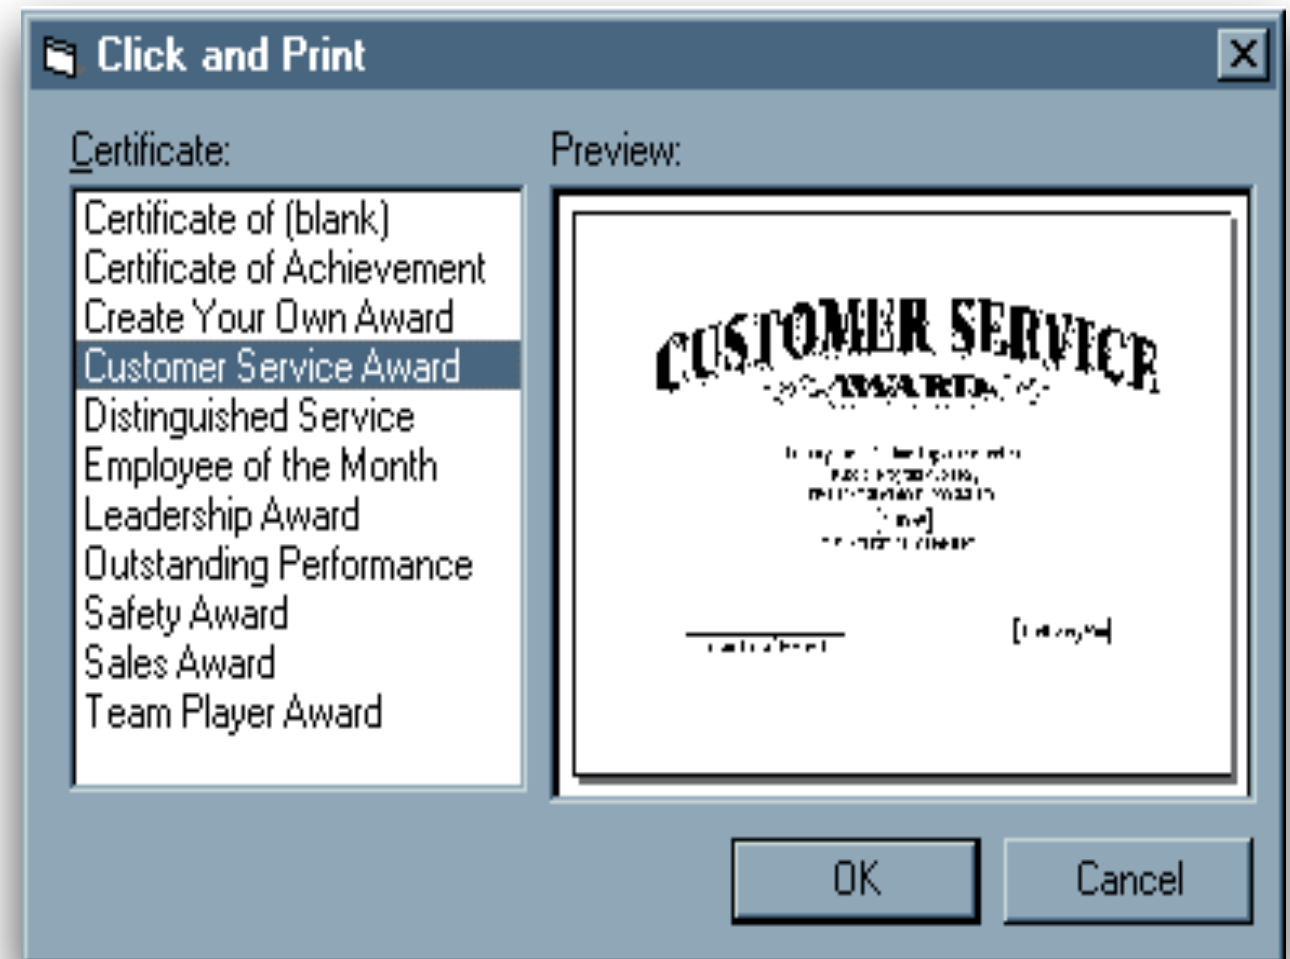 Click and Print
Certificate:
Certificate of (blank)
Certificate of Achievement
Create Your Own Award
Customer Service Award
Distinguished Service
Employee of the Month
Leadership Award
Outstanding Performance
Safety Award
Sales Award
Team Player Award
Preview:
CUSTOMER SERVICE
AWARD
OK
Cancel